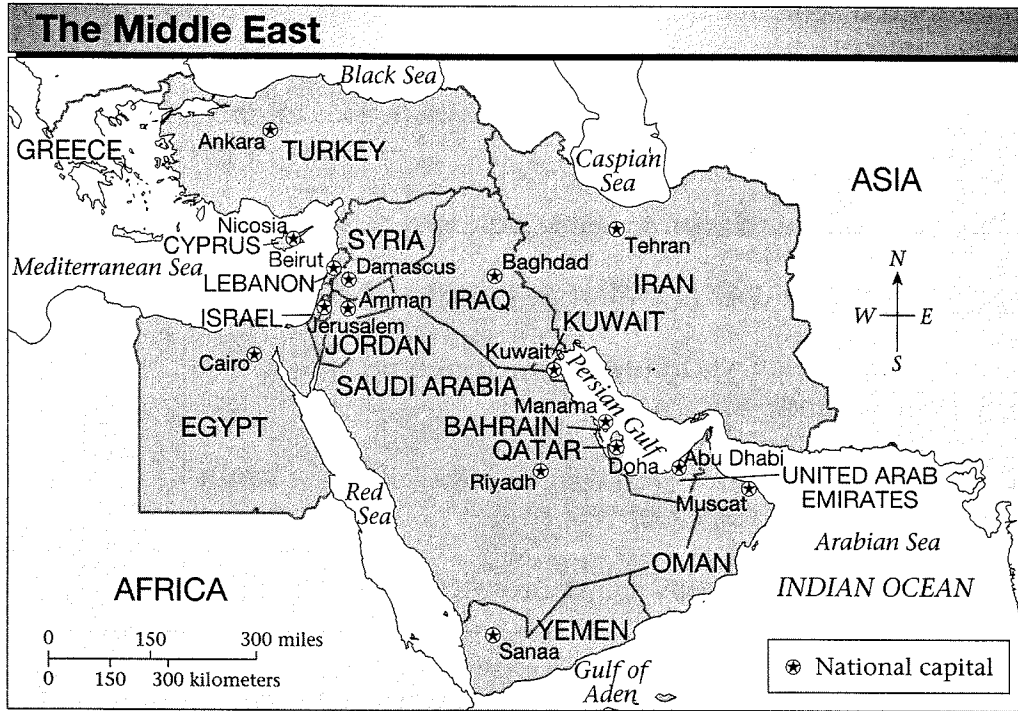 The Middle East
Black Sea
Ankara
TURKEY
GREECE
Caspian
Sea
ASIA
Nicosia
CYPRUS
SYRIA
Tehran
Beirut
Mediterranean Sea
Damascus
Baghdad
LEBANON
IRAN
N
Amman
IRAQ
ISRAEL
Jerusalem
KUWAIT
W
E
JORDAN
Kuwait
S
Cairo
Persian Gulf
SAUDI ARABIA
Manama
EGYPT
BAHRAIN
QATAR
Doha
Abu Dhabi
Riyadh
UNITED ARAB
EMIRATES
Red
Sea
Muscat
Arabian Sea
OMAN
INDIAN OCEAN
AFRICA
YEMEN
Sanaa
Gulf of
Aden
0 150 300 miles
0 150 300 kilometers
National capital